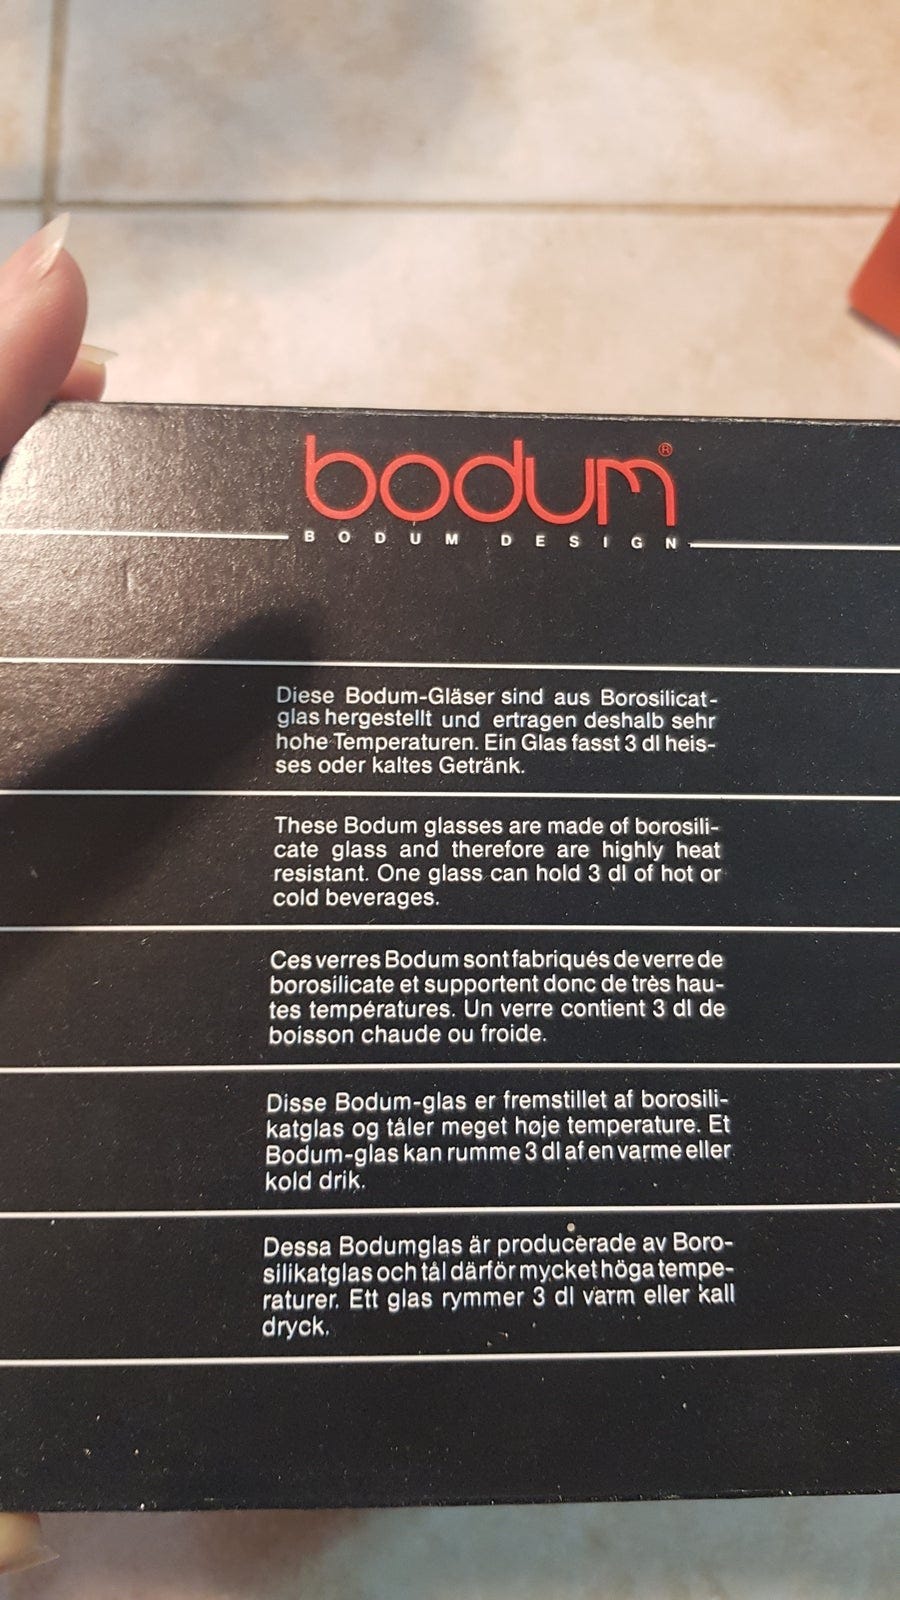 bodum®
BODUM DESIGN
Diese Bodum-Gläser sind aus Borosilicat-
glas hergestellt und ertragen deshalb sehr
hohe Temperaturen. Ein Glas fasst 3 dl heis-
ses oder kaltes Getränk.
These Bodum glasses are made of borosili-
cate glass and therefore are highly heat
resistant. One glass can hold 3 dl of hot or
cold beverages.
Ces verres Bodum sont fabriqués de verre de
borosilicate et supportent donc de très hau-
tes températures. Un verre contient 3 dl de
boisson chaude ou froide.
Disse Bodum-glas er fremstillet af borosili-
katglas og tåler meget høje temperature. Et
Bodum-glas kan rumme 3 dl af en varme eller
kold drik.
Dessa Bodumglas är producerade av Boro-
silikatglas och tål därför mycket höga tempe-
raturer. Ett glas rymmer 3 dl varm eller kall
dryck.